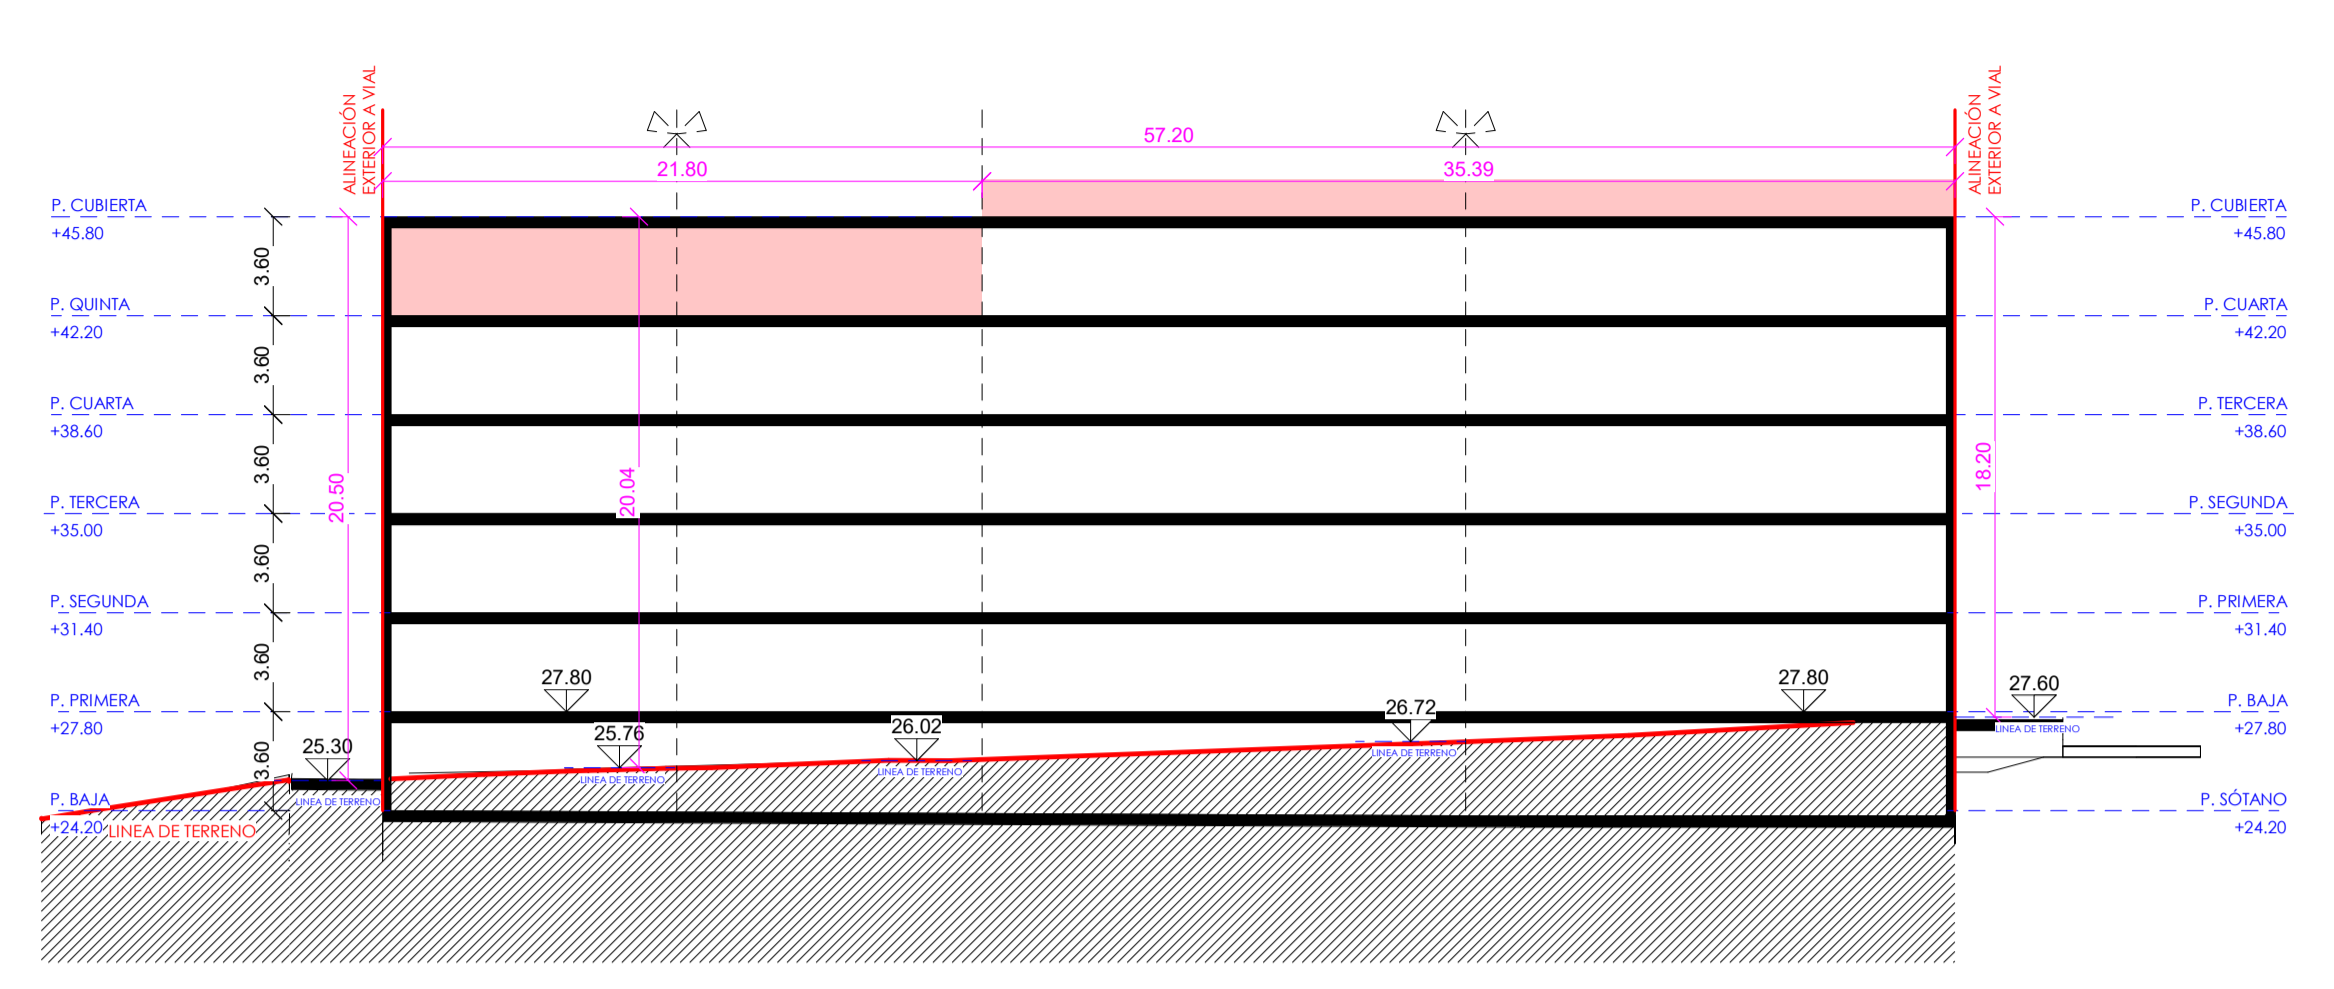 ALINEACIÓN
EXTERIOR A VIAL
ALINEACIÓN
EXTERIOR A VIAL
57.20
21.80
35.39
P. CUBIERTA
+45.80
P. CUBIERTA
+45.80
3.60
P. QUINTA
+42.20
P. CUARTA
+42.20
3.60
P. CUARTA
+38.60
P. TERCERA
+38.60
3.60
20.50
20.04
18.20
P. TERCERA
+35.00
P. SEGUNDA
+35.00
3.60
P. SEGUNDA
+31.40
P. PRIMERA
+31.40
3.60
27.80
27.80
27.60
P. PRIMERA
+27.80
P. BAJA
+27.80
26.72
25.76
26.02
25.30
3.60
LINEA DE TERRENO
LINEA DE TERRENO
LINEA DE TERRENO
LINEA DE TERRENO
LINEA DE TERRENO
P. BAJA
+24.20
LINEA DE TERRENO
P. SÓTANO
+24.20